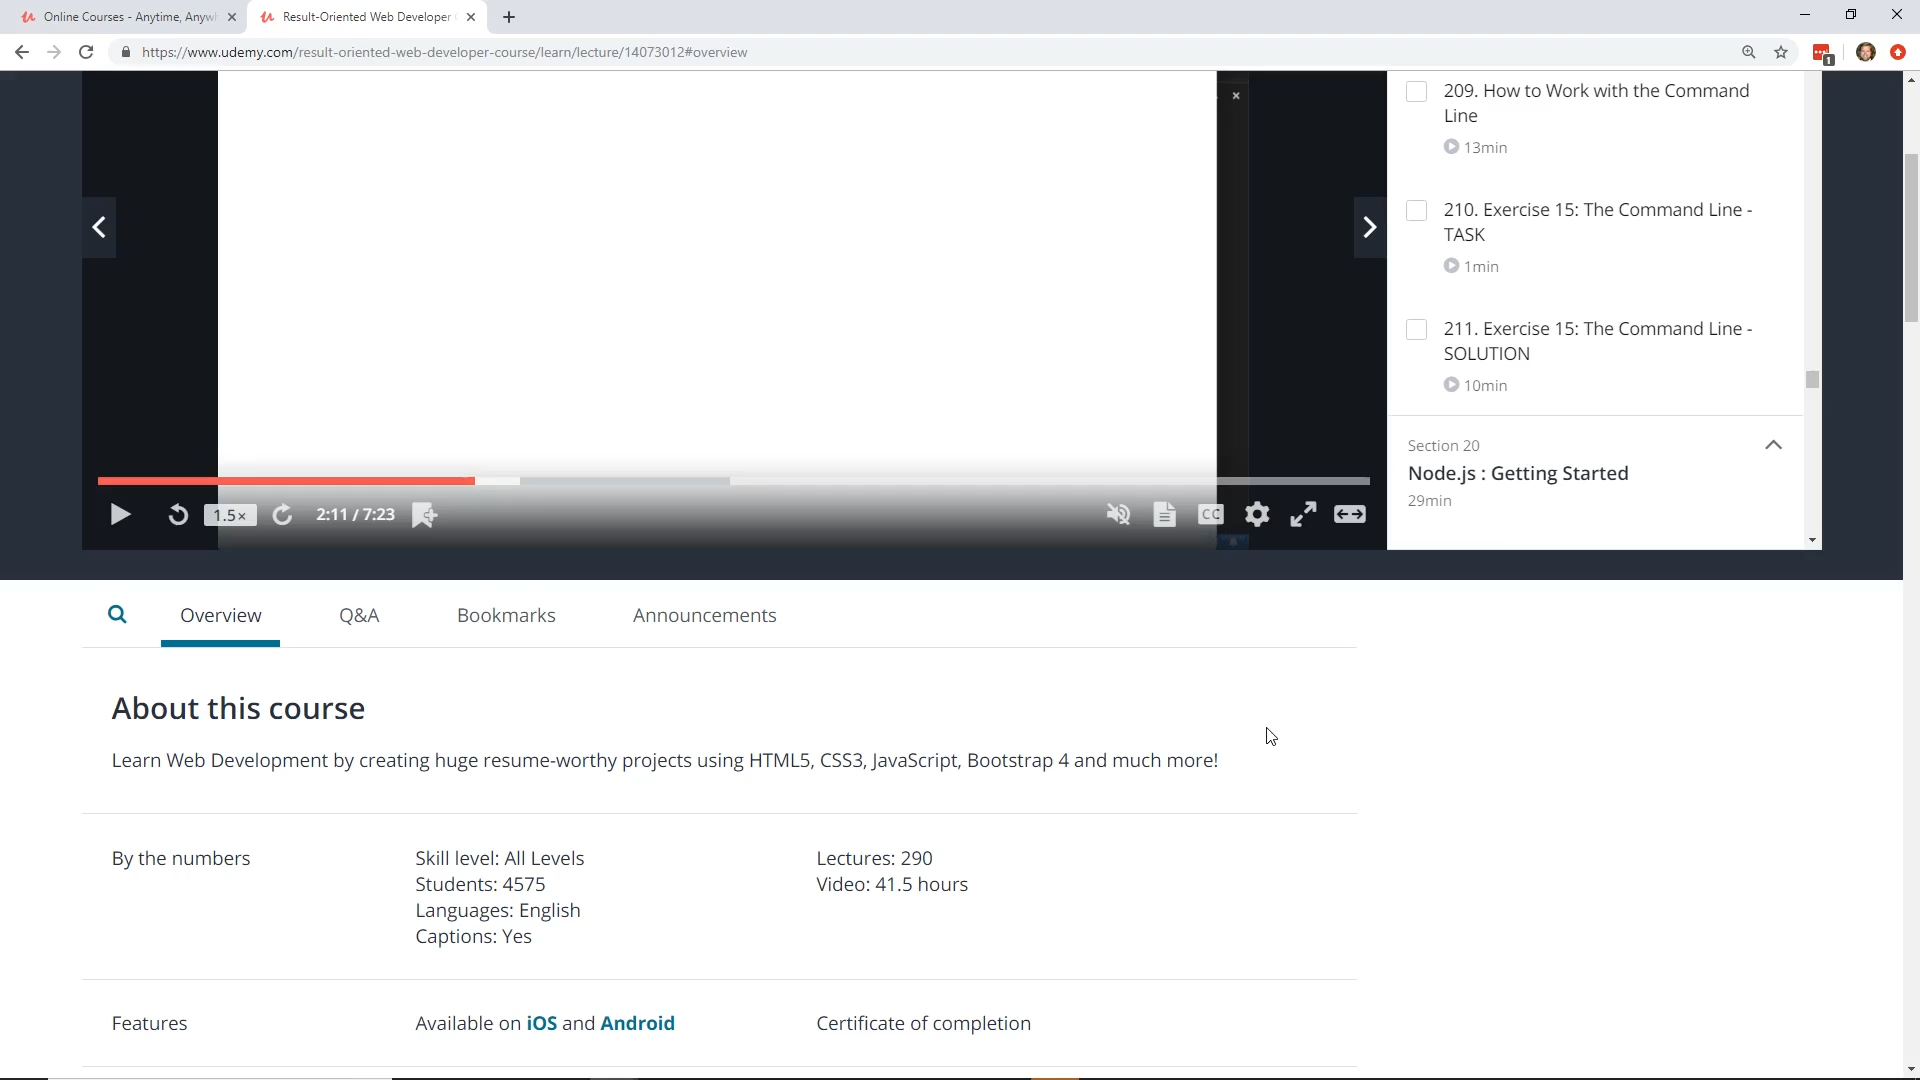 Online Courses - Anytime, Anyw
Result-Oriented Web Developer
https://www.udemy.com/result-oriented-web-developer-course/learn/lecture/14073012#overview
1
209. How to Work with the Command
Line
13min
210. Exercise 15: The Command Line -
TASK
1min
211. Exercise 15: The Command Line -
SOLUTION
10min
Section 20
Node.js : Getting Started
29min
1.5×
2:11 / 7:23
CC
Overview
Q&A
Bookmarks
Announcements
About this course
Learn Web Development by creating huge resume-worthy projects using HTML5, CSS3, JavaScript, Bootstrap 4 and much more!
By the numbers
Skill level: All Levels
Students: 4575
Languages: English
Captions: Yes
Lectures: 290
Video: 41.5 hours
Features
Available on iOS and Android
Certificate of completion